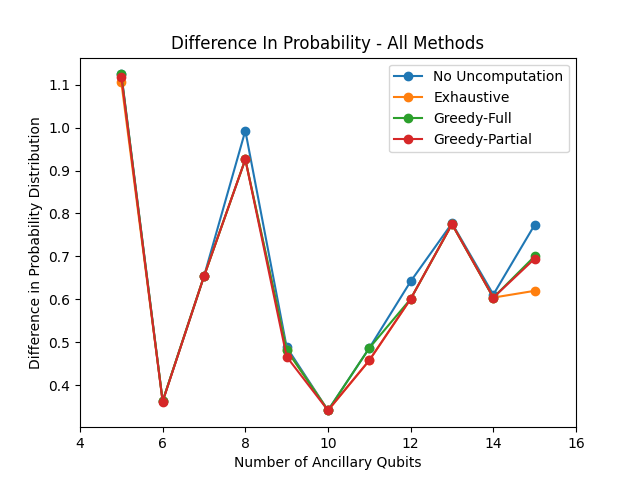 Difference In Probability - All Methods
Difference in Probability Distribution
1.1
1.0
0.9
0.8
0.7
0.6
0.5
0.4
No Uncomputation
Exhaustive
Greedy-Full
Greedy-Partial
4 6 8 10 12 14 16
Number of Ancillary Qubits